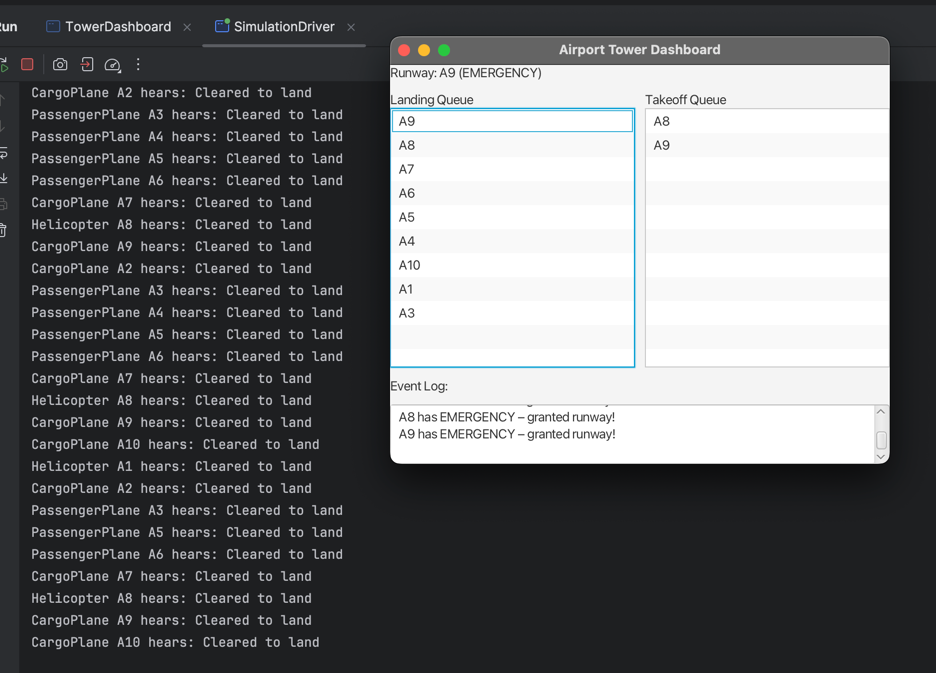 Run TowerDashboard SimulationDriver
CargoPlane A2 hears: Cleared to land
PassengerPlane A3 hears: Cleared to land
PassengerPlane A4 hears: Cleared to land
PassengerPlane A5 hears: Cleared to land
PassengerPlane A6 hears: Cleared to land
CargoPlane A7 hears: Cleared to land
Helicopter A8 hears: Cleared to land
CargoPlane A9 hears: Cleared to land
CargoPlane A2 hears: Cleared to land
PassengerPlane A3 hears: Cleared to land
PassengerPlane A4 hears: Cleared to land
PassengerPlane A5 hears: Cleared to land
PassengerPlane A6 hears: Cleared to land
CargoPlane A7 hears: Cleared to land
Helicopter A8 hears: Cleared to land
CargoPlane A9 hears: Cleared to land
CargoPlane A10 hears: Cleared to land
Helicopter A1 hears: Cleared to land
CargoPlane A2 hears: Cleared to land
PassengerPlane A3 hears: Cleared to land
PassengerPlane A5 hears: Cleared to land
PassengerPlane A6 hears: Cleared to land
CargoPlane A7 hears: Cleared to land
Helicopter A8 hears: Cleared to land
CargoPlane A9 hears: Cleared to land
CargoPlane A10 hears: Cleared to land
Airport Tower Dashboard
Runway: A9 (EMERGENCY)
Landing Queue
A9
A8
A7
A6
A5
A4
A10
A1
A3
Takeoff Queue
A8
A9
Event Log:
A8 has EMERGENCY – granted runway!
A9 has EMERGENCY – granted runway!